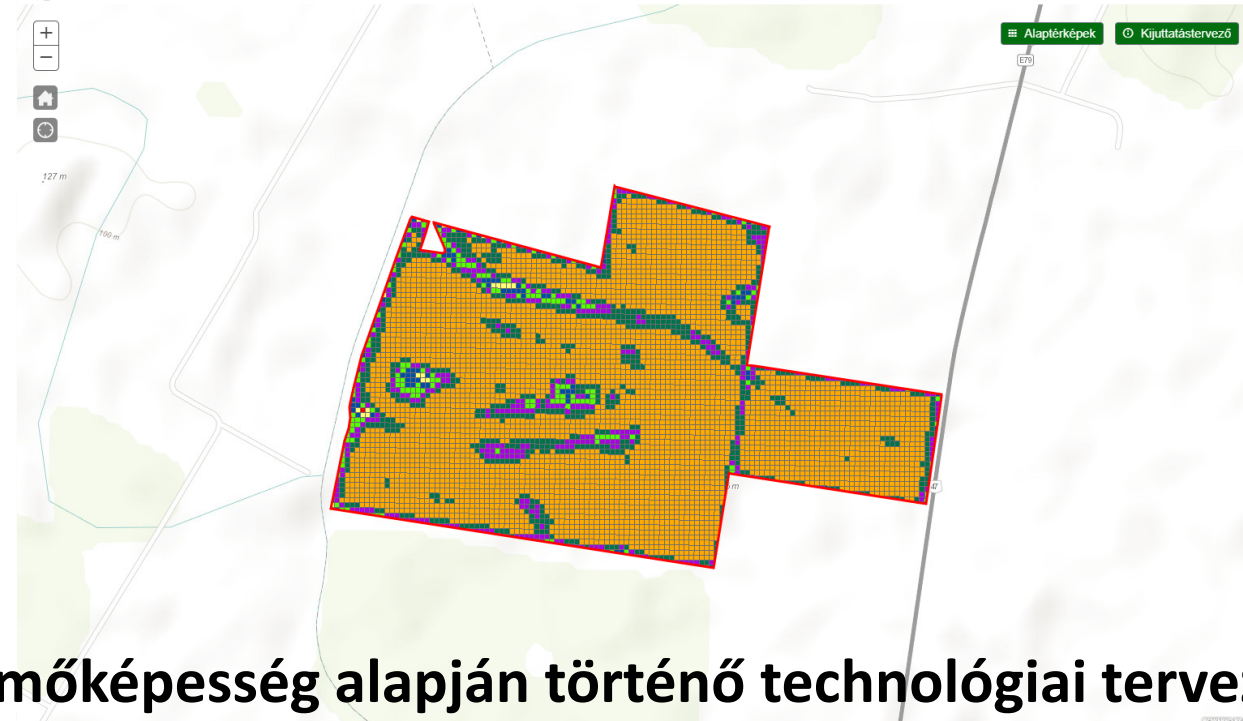 +
Alaptérképek
Kijuttatástervező
−
E79
127 m
100 m
m
47
mőképesség alapján történő technológiai terve